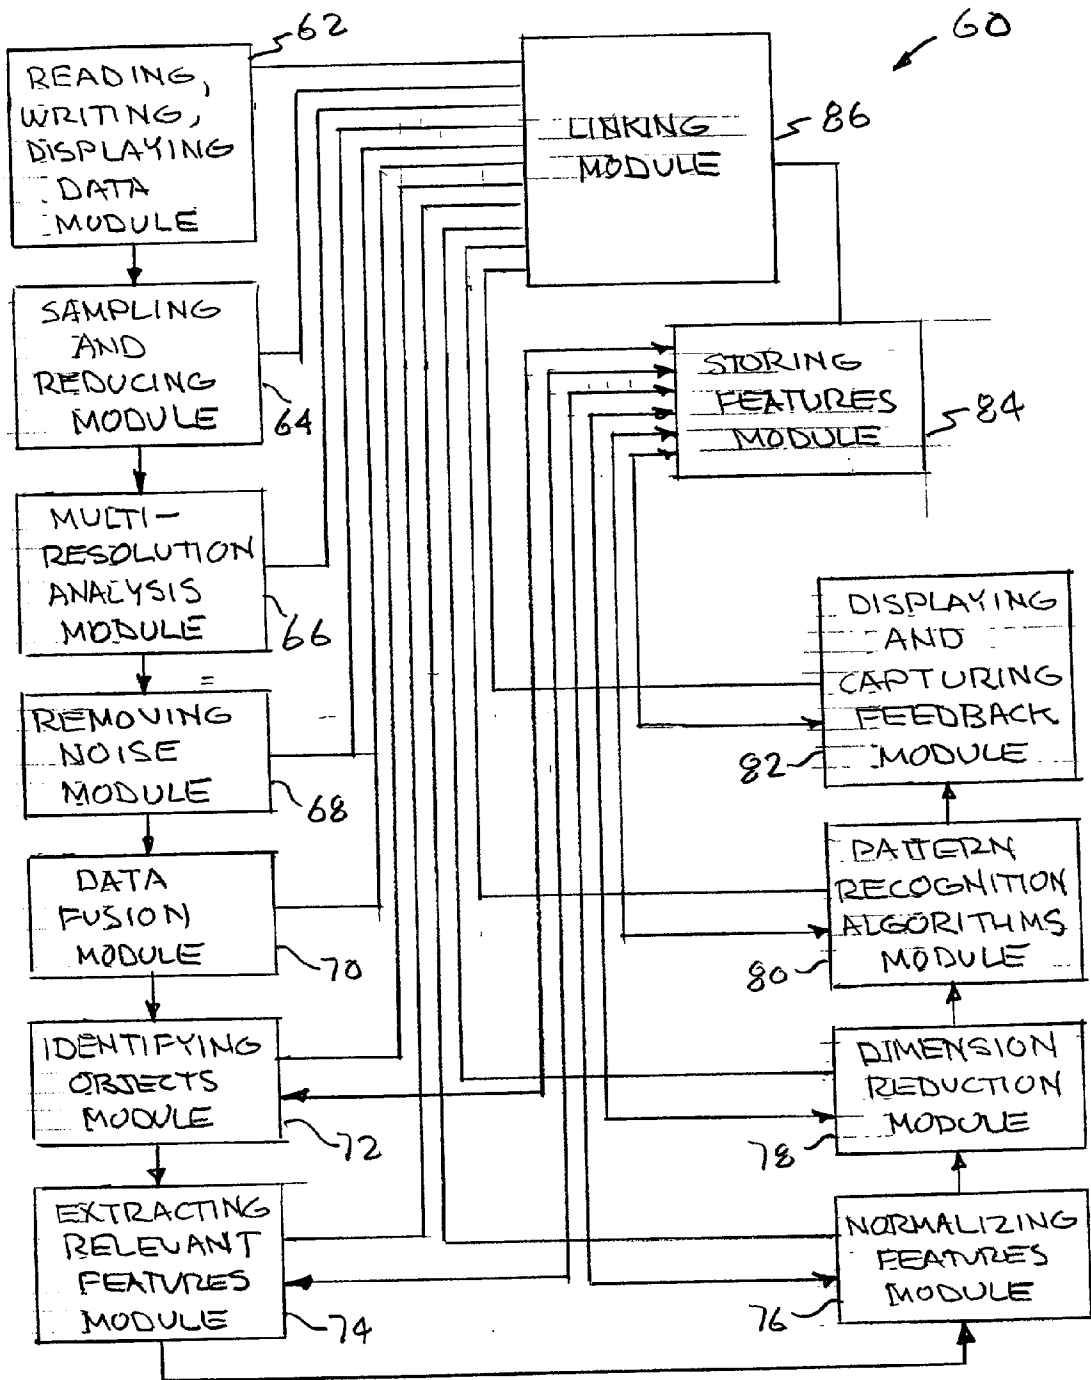 60
62
READING,
WRITING,
DISPLAYING
DATA
MODULE
LINKING
MODULE
86
SAMPLING
AND
REDUCING
MODULE
64
STORING
FEATURES
MODULE
84
MULTI-
RESOLUTION
ANALYSIS
MODULE
66
REMOVING
NOISE
MODULE
68
DATA
FUSION
MODULE
70
IDENTIFYING
OBJECTS
MODULE
72
EXTRACTING
RELEVANT
FEATURES
MODULE
74
DISPLAYING
AND
CAPTURING
FEEDBACK
MODULE
82
PATTERN
RECOGNITION
ALGORITHMS
MODULE
80
DIMENSION
REDUCTION
MODULE
78
NORMALIZING
FEATURES
MODULE
76